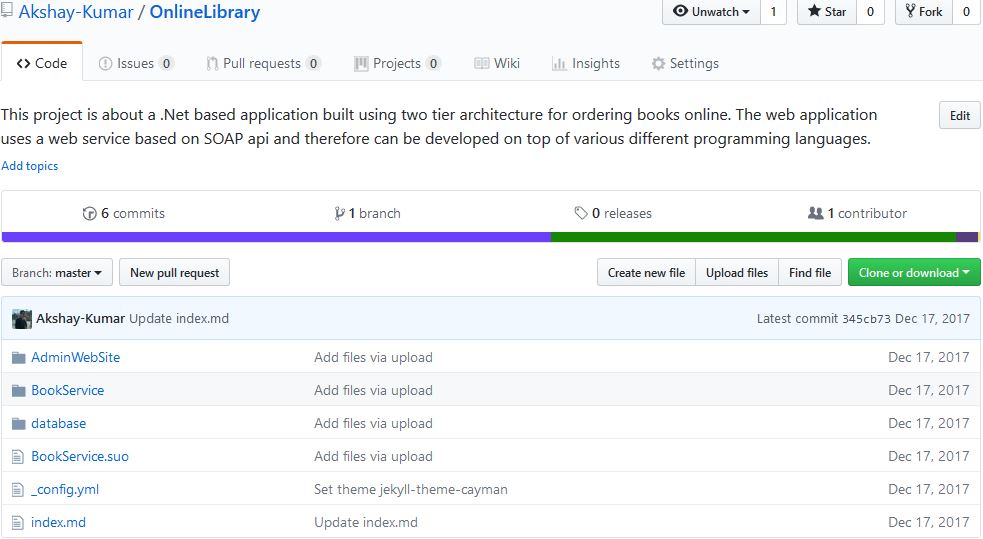 Akshay-Kumar / OnlineLibrary
Unwatch 1 Star 0 Fork 0
Code Issues 0 Pull requests 0 Projects 0 Wiki Insights Settings
This project is about a .Net based application built using two tier architecture for ordering books online. The web application
uses a web service based on SOAP api and therefore can be developed on top of various different programming languages.
Edit
Add topics
6 commits 1 branch 0 releases 1 contributor
Branch: master New pull request Create new file Upload files Find file Clone or download
Akshay-Kumar Update index.md Latest commit 345cb73 Dec 17, 2017
AdminWebSite Add files via upload Dec 17, 2017
BookService Add files via upload Dec 17, 2017
database Add files via upload Dec 17, 2017
BookService.suo Add files via upload Dec 17, 2017
_config.yml Set theme jekyll-theme-cayman Dec 17, 2017
index.md Update index.md Dec 17, 2017